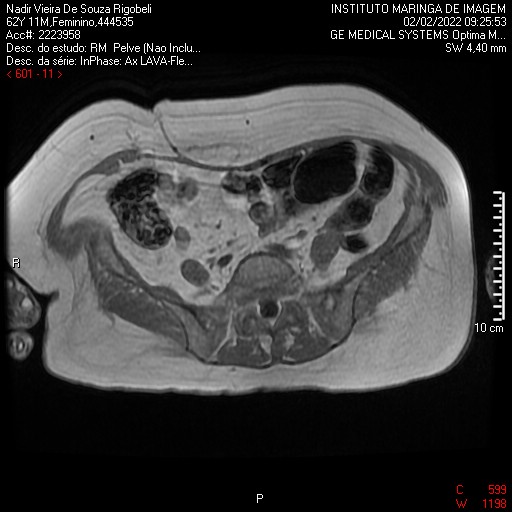 Nadir Vieira De Souza Rigobeli
62Y 11M,Feminino,444535
Acc#: 2223958
Desc. do estudo: RM Pelve (Nao Inclu...
Desc. da série: InPhase: Ax LAVA-Fle...
< 601 - 11 >
INSTITUTO MARINGA DE IMAGEM
02/02/2022 09:25:53
GE MEDICAL SYSTEMS Optima M...
SW 4,40 mm
R
10 cm
P
C 599
W 1198